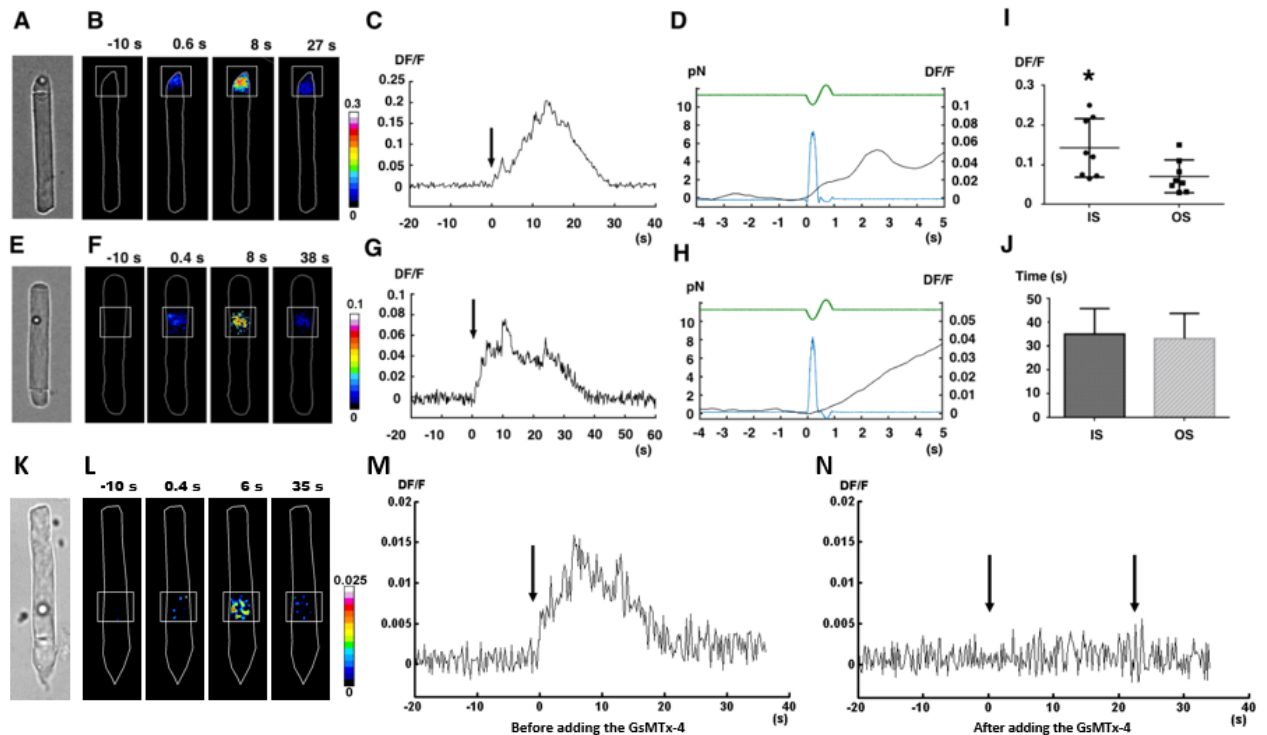 A
B
-10 s 0.6 s 8 s 27 s
0.3
0
C
DF/F
0.25
0.2
0.15
0.1
0.05
0
-20 -10 0 10 20 30 40
(s)
D
pN DF/F
10
8
6
4
2
0
0.1
0.08
0.06
0.04
0.02
0
-4 -3 -2 -1 0 1 2 3 4 5
(s)
I
DF/F
*
0.3
0.2
0.1
0.0
IS OS
E
F
-10 s 0.4 s 8 s 38 s
0.1
0
G
DF/F
0.1
0.08
0.06
0.04
0.02
0
-20 -10 0 10 20 30 40 50 60
(s)
H
pN DF/F
10
8
6
4
2
0
0.05
0.04
0.03
0.02
0.01
0
-4 -3 -2 -1 0 1 2 3 4 5
(s)
J
Time (s)
50
40
30
20
10
0
IS OS
K
L
-10 s 0.4 s 6 s 35 s
0.025
0
M
DF/F
0.02
0.015
0.01
0.005
0
-20 -10 0 10 20 30 40
(s)
Before adding the GsMTx-4
N
DF/F
0.02
0.015
0.01
0.005
0
-20 -10 0 10 20 30 40
(s)
After adding the GsMTx-4